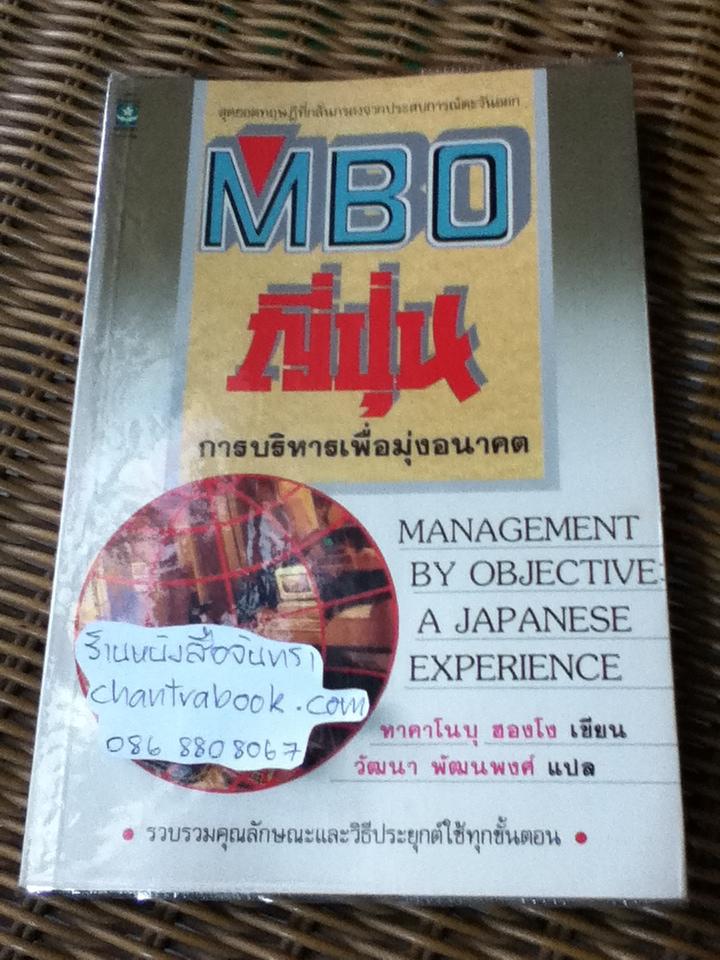 สุดยอดทฤษฎีที่กลั่นกรองจากประสบการณ์ตะวันออก
MBO
ญี่ปุ่น
การบริหารเพื่อมุ่งอนาคต
MANAGEMENT
BY OBJECTIVE:
A JAPANESE
EXPERIENCE
ร้านหนังสือจันทรา
chantrabook.com
086 8808067
ทาคาโนบุ ฮองโง เขียน
วัฒนา พัฒนพงศ์ แปล
• รวบรวมคุณลักษณะและวิธีประยุกต์ใช้ทุกขั้นตอน •